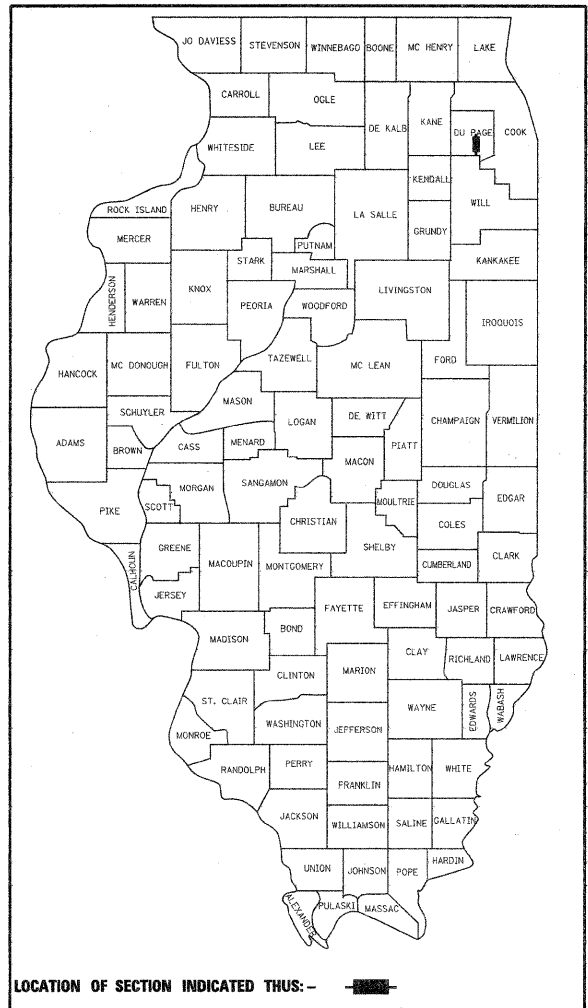 JO DAVIESS STEVENSON WINNEBAGO BOONE MC HENRY LAKE
CARROLL OGLE
DE KALB KANE DU PAGE COOK
WHITESIDE LEE
KENDALL
ROCK ISLAND HENRY BUREAU LA SALLE WILL
PUTNAM GRUNDY
MERCER
STARK MARSHALL KANKAKEE
HENDERSON WARREN KNOX LIVINGSTON
PEORIA WOODFORD IROQUOIS
FORD
TAZEWELL MC LEAN
HANCOCK MC DONOUGH FULTON
MASON
SCHUYLER LOGAN DE WITT CHAMPAIGN VERMILION
ADAMS BROWN CASS MENARD PIATT
MACON
MORGAN SANGAMON DOUGLAS
PIKE SCOTT MOULTRIE EDGAR
CHRISTIAN COLES
GREENE SHELBY
CALHOUN MACOUPIN MONTGOMERY CUMBERLAND CLARK
JERSEY
FAYETTE EFFINGHAM JASPER CRAWFORD
MADISON BOND
CLAY RICHLAND LAWRENCE
CLINTON MARION
ST. CLAIR WAYNE EDWARDS WABASH
WASHINGTON JEFFERSON
MONROE
RANDOLPH PERRY HAMILTON WHITE
FRANKLIN
JACKSON WILLIAMSON SALINE GALLATIN
UNION JOHNSON POPE HARDIN
ALEXANDER PULASKI MASSAC
LOCATION OF SECTION INDICATED THUS: -